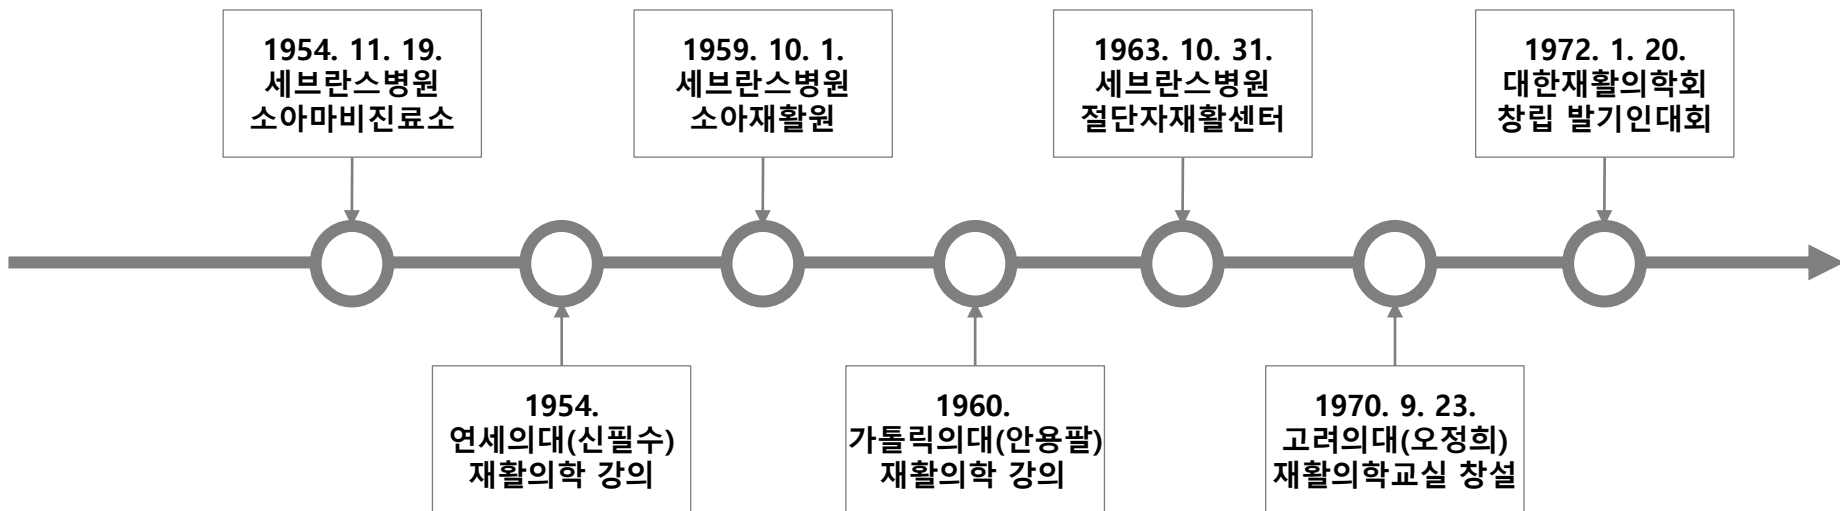 1954. 11. 19.
세브란스병원
소아마비진료소
1959. 10. 1.
세브란스병원
소아재활원
1963. 10. 31.
세브란스병원
절단자재활센터
1972. 1. 20.
대한재활의학회
창립 발기인대회
1954.
연세의대(신필수)
재활의학 강의
1960.
가톨릭의대(안용팔)
재활의학 강의
1970. 9. 23.
고려의대(오정희)
재활의학교실 창설